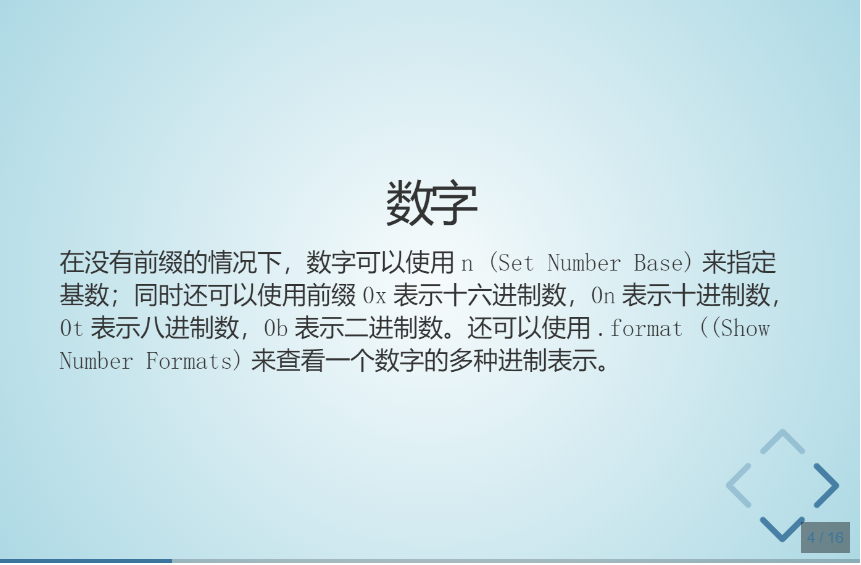 数字
在没有前缀的情况下，数字可以使用 n (Set Number Base) 来指定
基数；同时还可以使用前缀 0x 表示十六进制数，0n 表示十进制数，
0t 表示八进制数，0b 表示二进制数。还可以使用 .format ((Show
Number Formats) 来查看一个数字的多种进制表示。
4 / 16